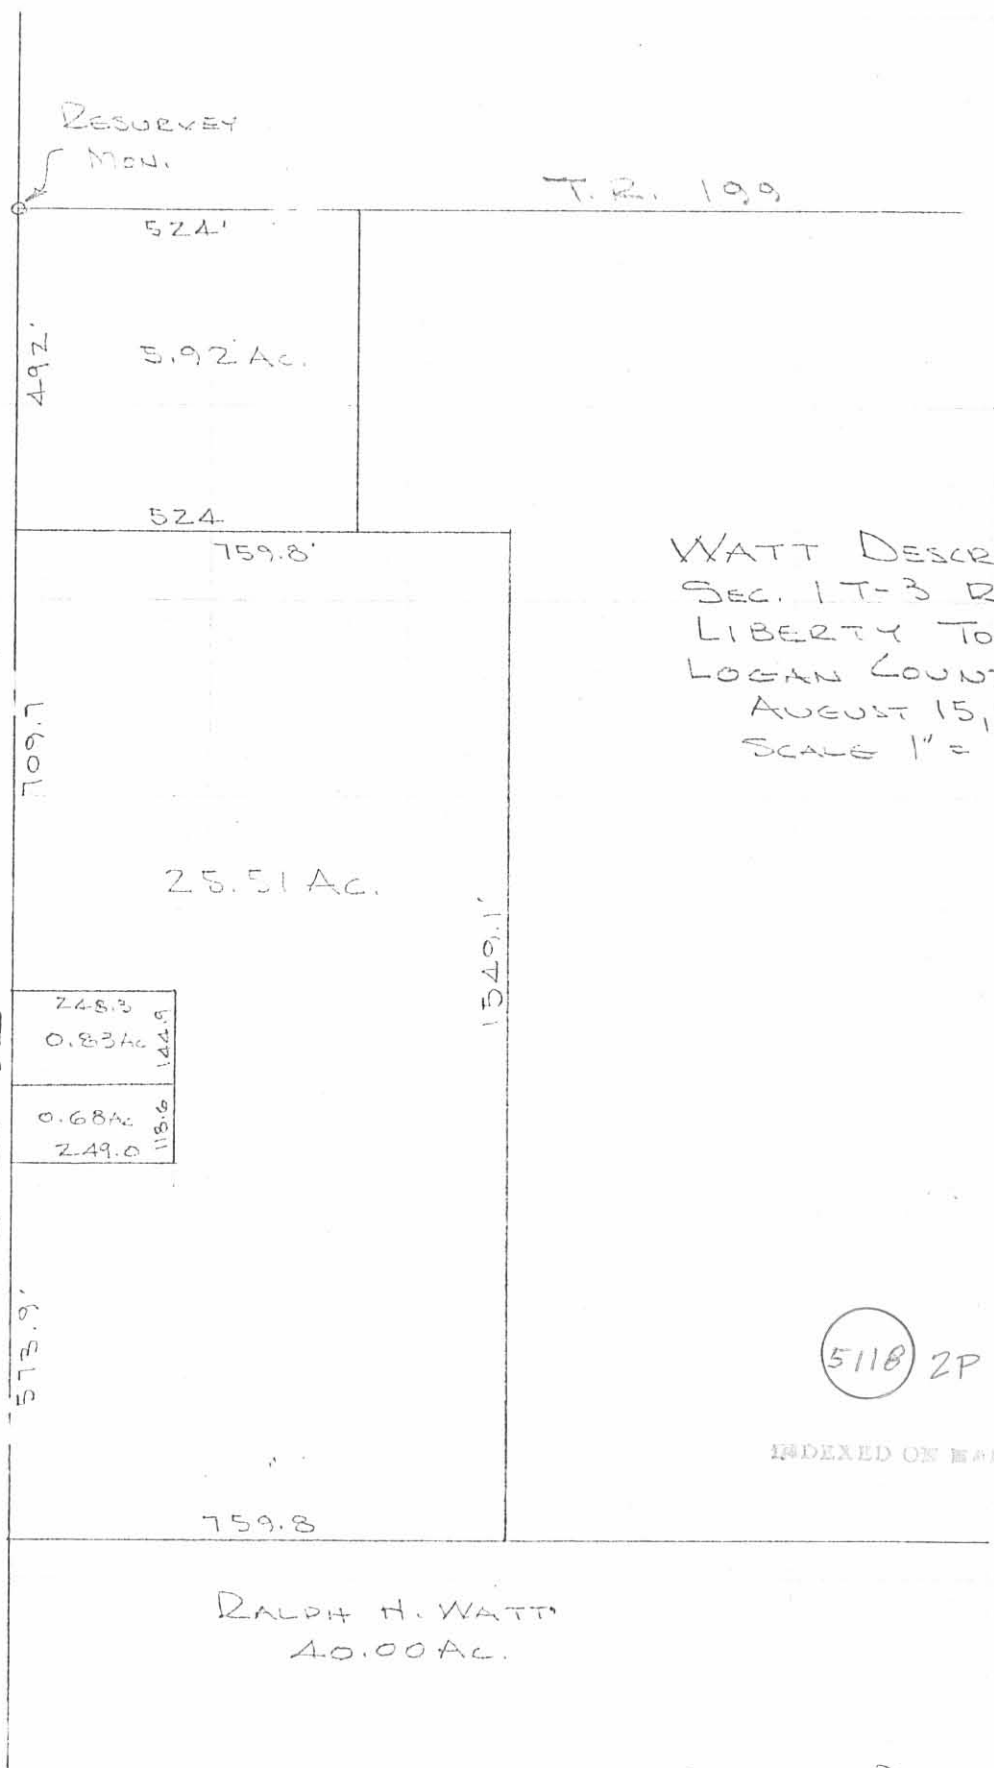 RESURVEY
MON.
T.R. 199
524'
492'
5.92 Ac.
524
759.8'
WATT DESCR
SEC. 1 T-3 R
LIBERTY TO
LOGAN COUNT
AUGUST 15,
SCALE 1" =
709.7
25.51 Ac.
1549.1'
248.3
0.83 Ac
144.9
0.68 Ac
113.6
249.0
573.9'
5118 2P
INDEXED ON MA
759.8
RALPH H. WATT
40.00 Ac.